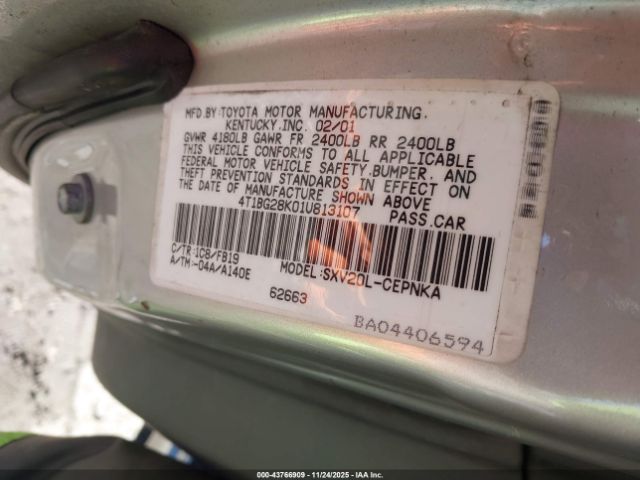 MFD.BY:TOYOTA MOTOR MANUFACTURING,
KENTUCKY,INC. 02/01
GVWR 4180LB GAWR FR 2400LB RR 2400LB
THIS VEHICLE CONFORMS TO ALL APPLICABLE
FEDERAL MOTOR VEHICLE SAFETY,BUMPER, AND
THEFT PREVENTION STANDARDS IN EFFECT ON
THE DATE OF MANUFACTURE SHOWN ABOVE
4T1BG28K01U813107 PASS.CAR
C/TR:1C8/FB19
A/TM:-04A/A140E MODEL:SXV20L-CEPNKA
62663
BA04406594
000-43766909 - 11/24/2025 - IAA Inc.